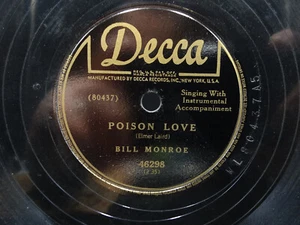 Decca
MANUFACTURED BY DECCA RECORDS, INC., NEW YORK, U.S.A.
(80437)
Singing With
Instrumental
Accompaniment
POISON LOVE
(Elmer Laird)
BILL MONROE
46298